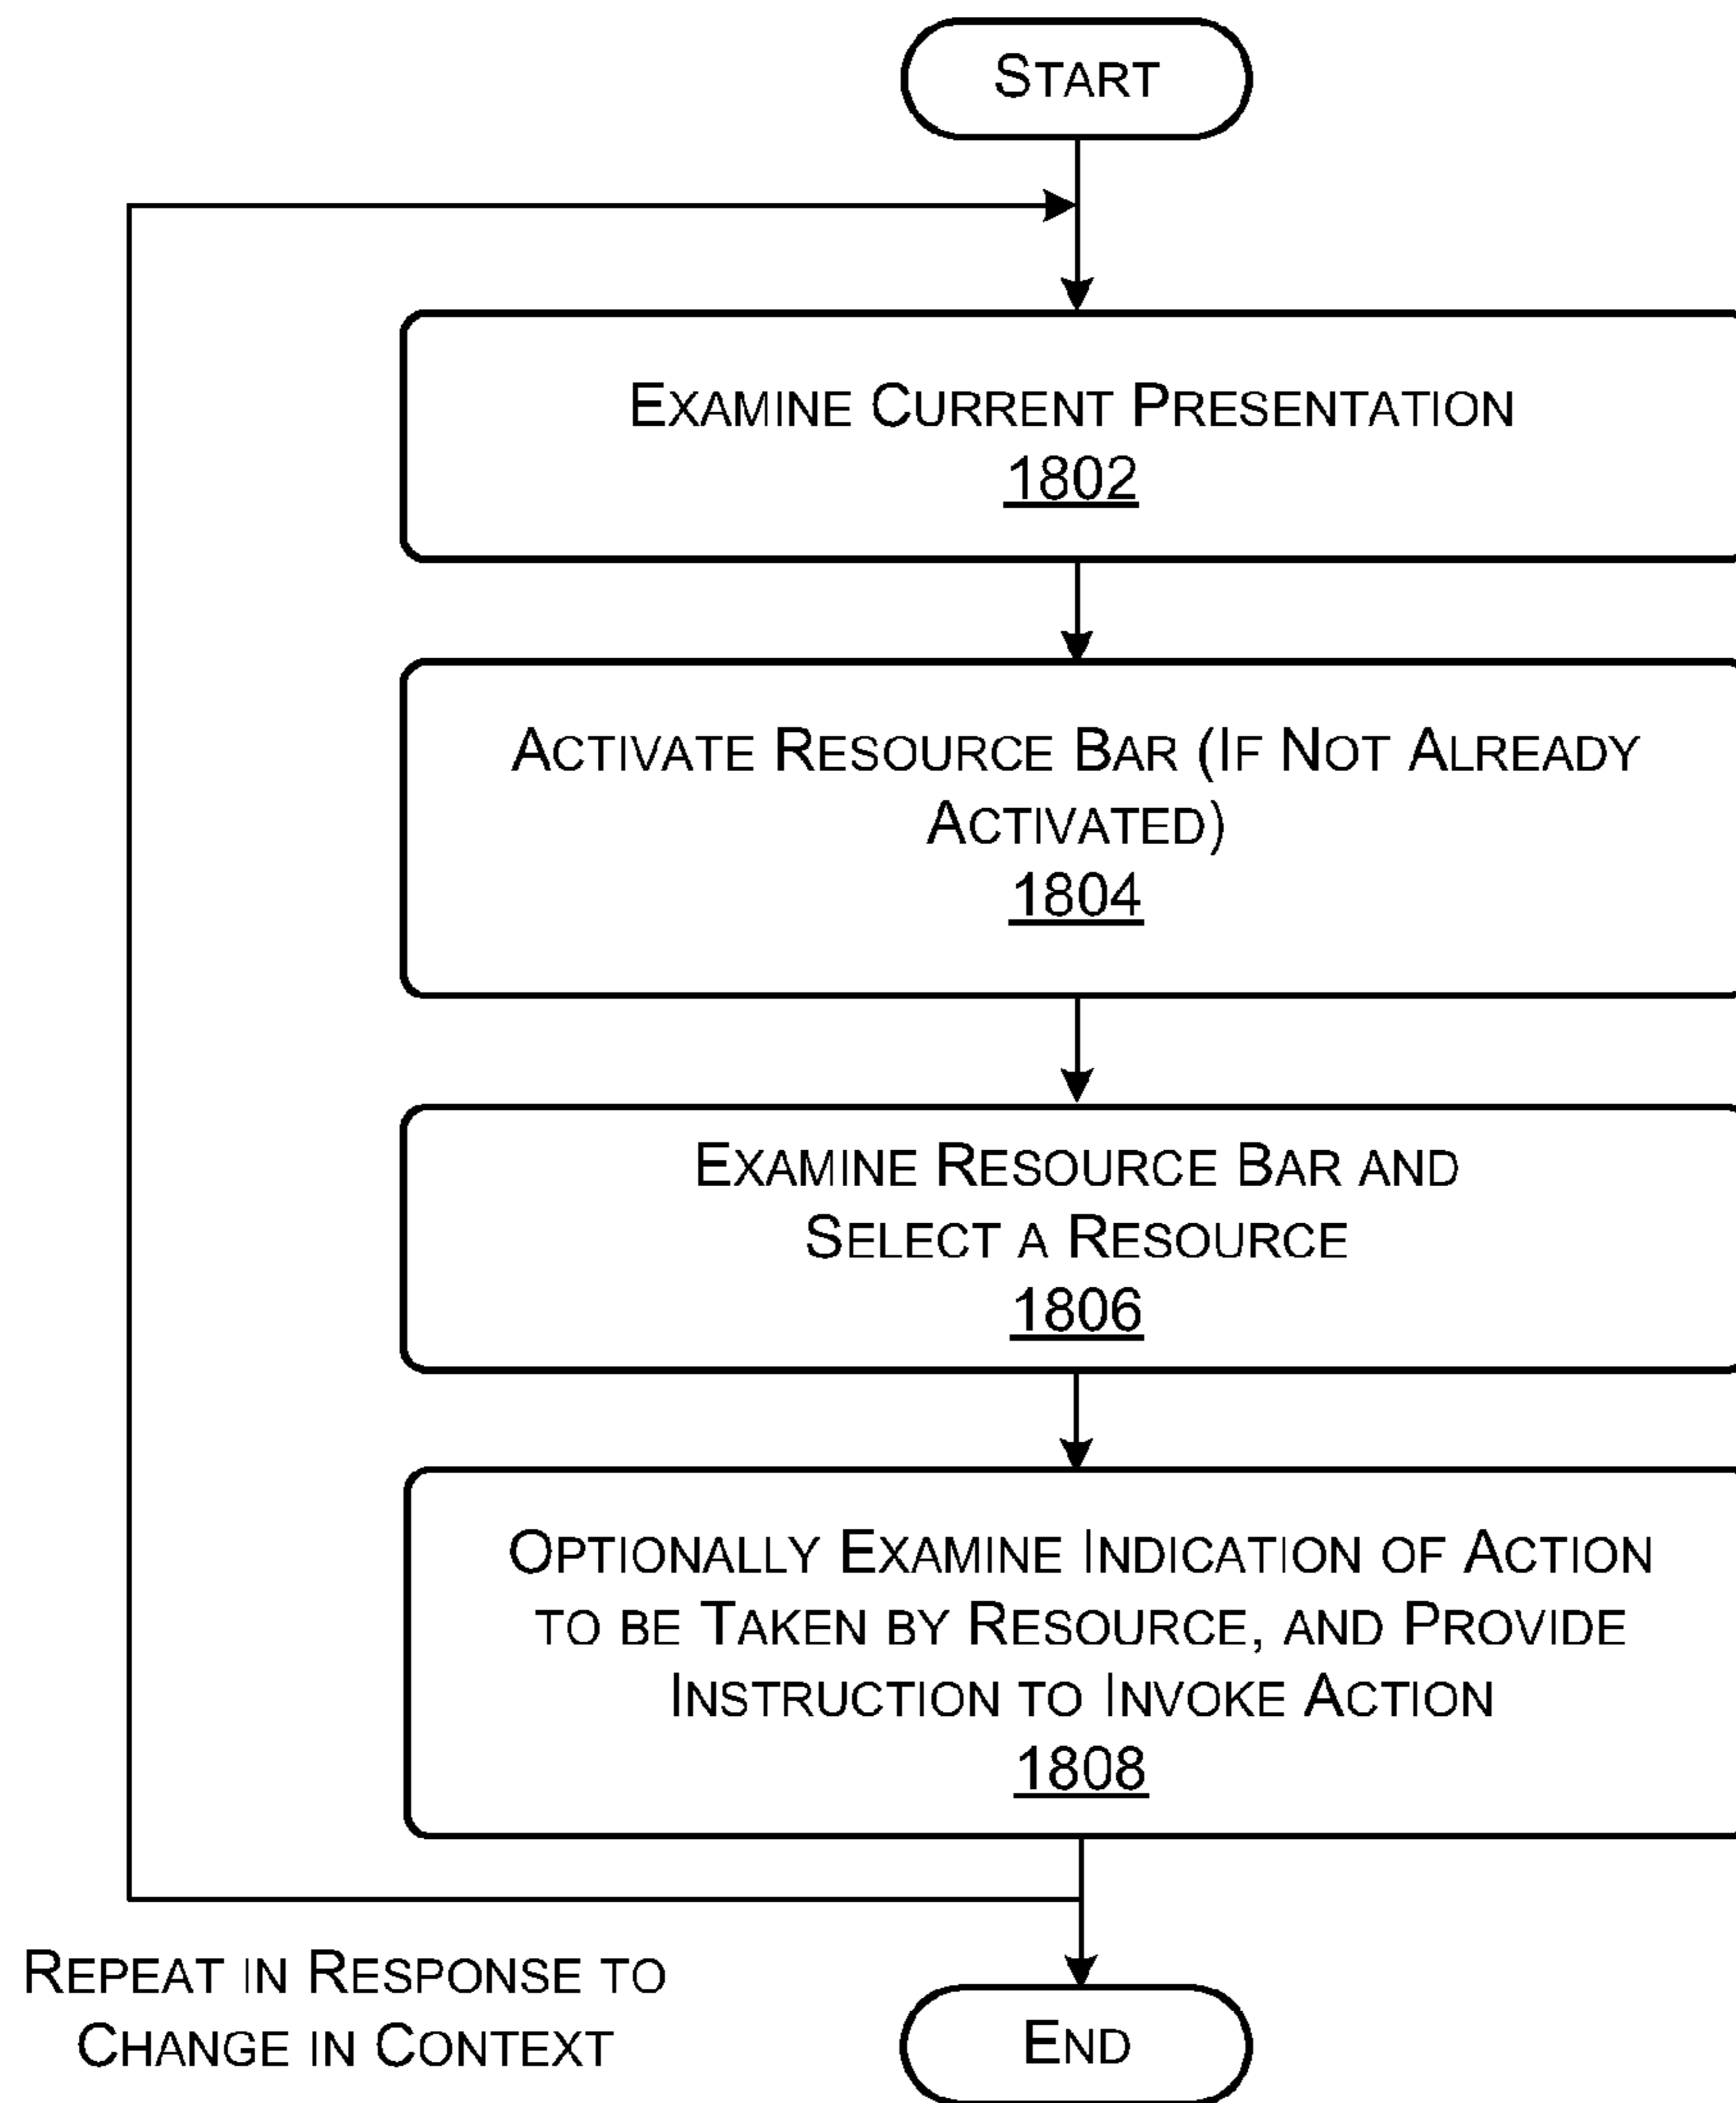 START
EXAMINE CURRENT PRESENTATION
1802
ACTIVATE RESOURCE BAR (IF NOT ALREADY
ACTIVATED)
1804
EXAMINE RESOURCE BAR AND
SELECT A RESOURCE
1806
OPTIONALLY EXAMINE INDICATION OF ACTION
TO BE TAKEN BY RESOURCE, AND PROVIDE
INSTRUCTION TO INVOKE ACTION
1808
REPEAT IN RESPONSE TO
CHANGE IN CONTEXT
END